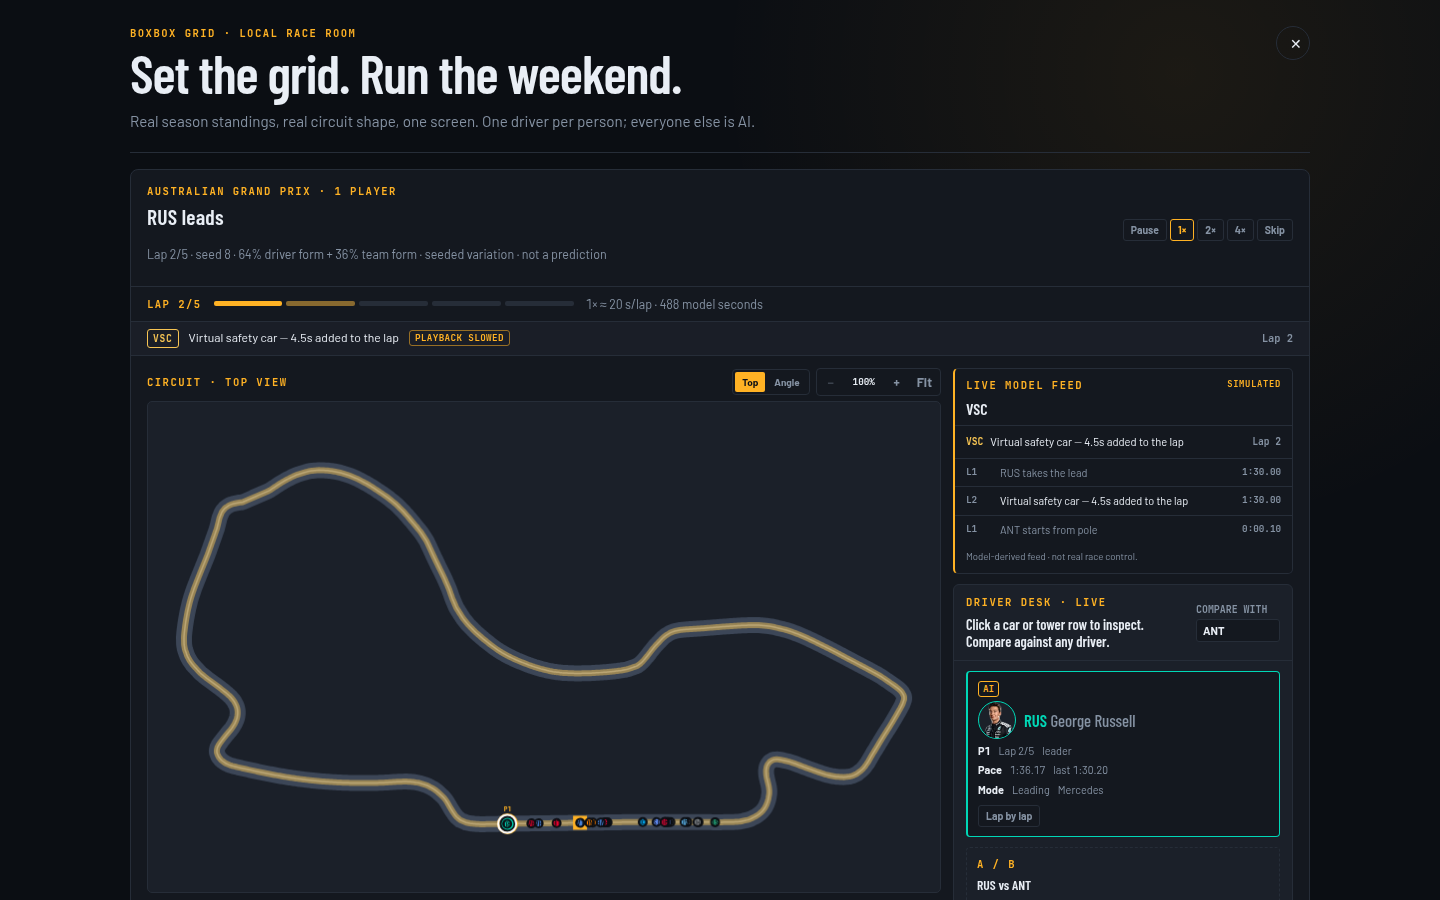 BOXBOX GRID · LOCAL RACE ROOM
Set the grid. Run the weekend.
Real season standings, real circuit shape, one screen. One driver per person; everyone else is AI.
×
AUSTRALIAN GRAND PRIX · 1 PLAYER
RUS leads
Lap 2/5 · seed 8 · 64% driver form + 36% team form · seeded variation · not a prediction
Pause 1× 2× 4× Skip
LAP 2/5 1× ≈ 20 s/lap · 488 model seconds
VSC Virtual safety car — 4.5s added to the lap PLAYBACK SLOWED Lap 2
CIRCUIT · TOP VIEW
Top Angle − 100% + Fit
P1
LIVE MODEL FEED SIMULATED
VSC
VSC Virtual safety car — 4.5s added to the lap Lap 2
L1 RUS takes the lead 1:30.00
L2 Virtual safety car — 4.5s added to the lap 1:30.00
L1 ANT starts from pole 0:00.10
Model-derived feed · not real race control.
DRIVER DESK · LIVE
Click a car or tower row to inspect.
Compare against any driver.
COMPARE WITH
ANT
AI
RUS George Russell
P1 Lap 2/5 leader
Pace 1:36.17 last 1:30.20
Mode Leading Mercedes
Lap by lap
A / B
RUS vs ANT